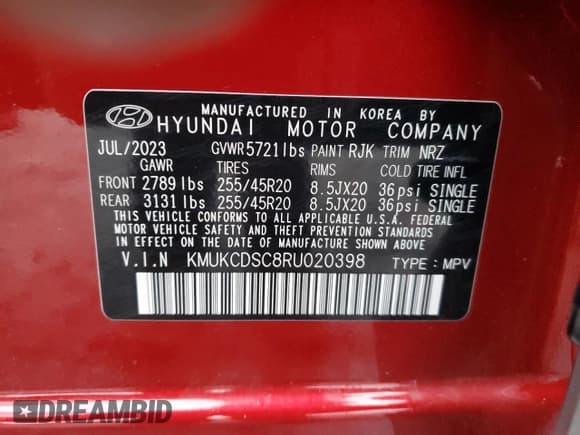 MANUFACTURED IN KOREA BY
HYUNDAI MOTOR COMPANY
JUL/2023 GVWR 5721 lbs PAINT RJK TRIM NRZ
GAWR TIRES RIMS COLD TIRE INFL
FRONT 2789 lbs 255/45R20 8.5JX20 36psi SINGLE
REAR 3131 lbs 255/45R20 8.5JX20 36psi SINGLE
THIS VEHICLE CONFORMS TO ALL APPLICABLE U.S.A. FEDERAL
MOTOR VEHICLE SAFETY AND THEFT PREVENTION STANDARDS
IN EFFECT ON THE DATE OF MANUFACTURE SHOWN ABOVE.
V.I.N KMUKCDSC8RU020398 TYPE : MPV
DREAMBID